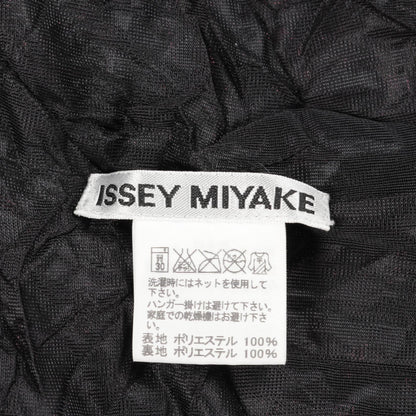 ISSEY MIYAKE
30
洗濯時にはネットを使用して
下さい。
ハンガー掛けは避けて下さい。
家庭での乾燥機はお避け下さ
い。
表地 ポリエステル 100%
裏地 ポリエステル 100%